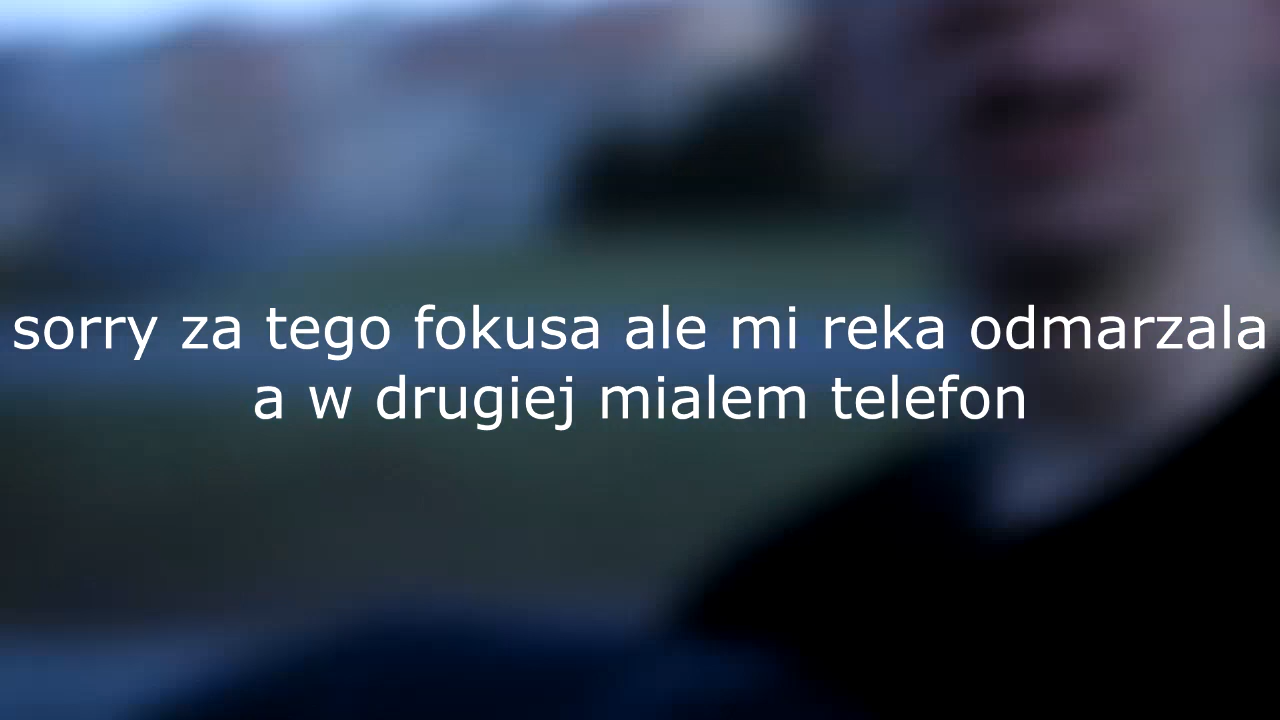 sorry za tego fokusa ale mi reka odmarzala
a w drugiej mialem telefon